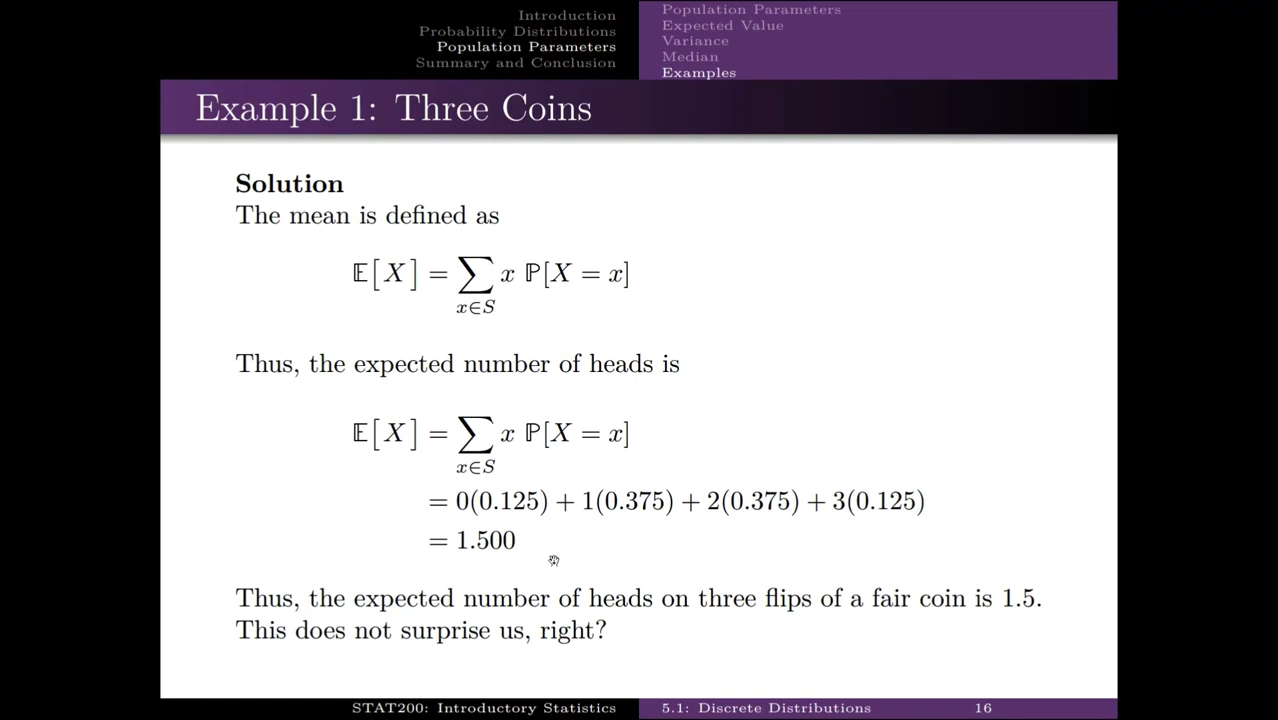 Introduction
Probability Distributions
Population Parameters
Summary and Conclusion
Population Parameters
Expected Value
Variance
Median
Examples
Example 1: Three Coins
Solution
The mean is defined as
𝔼[X] = ∑ x ℙ[X = x]
x∈S
Thus, the expected number of heads is
𝔼[X] = ∑ x ℙ[X = x]
x∈S
= 0(0.125) + 1(0.375) + 2(0.375) + 3(0.125)
= 1.500
Thus, the expected number of heads on three flips of a fair coin is 1.5.
This does not surprise us, right?
STAT200: Introductory Statistics 5.1: Discrete Distributions 16